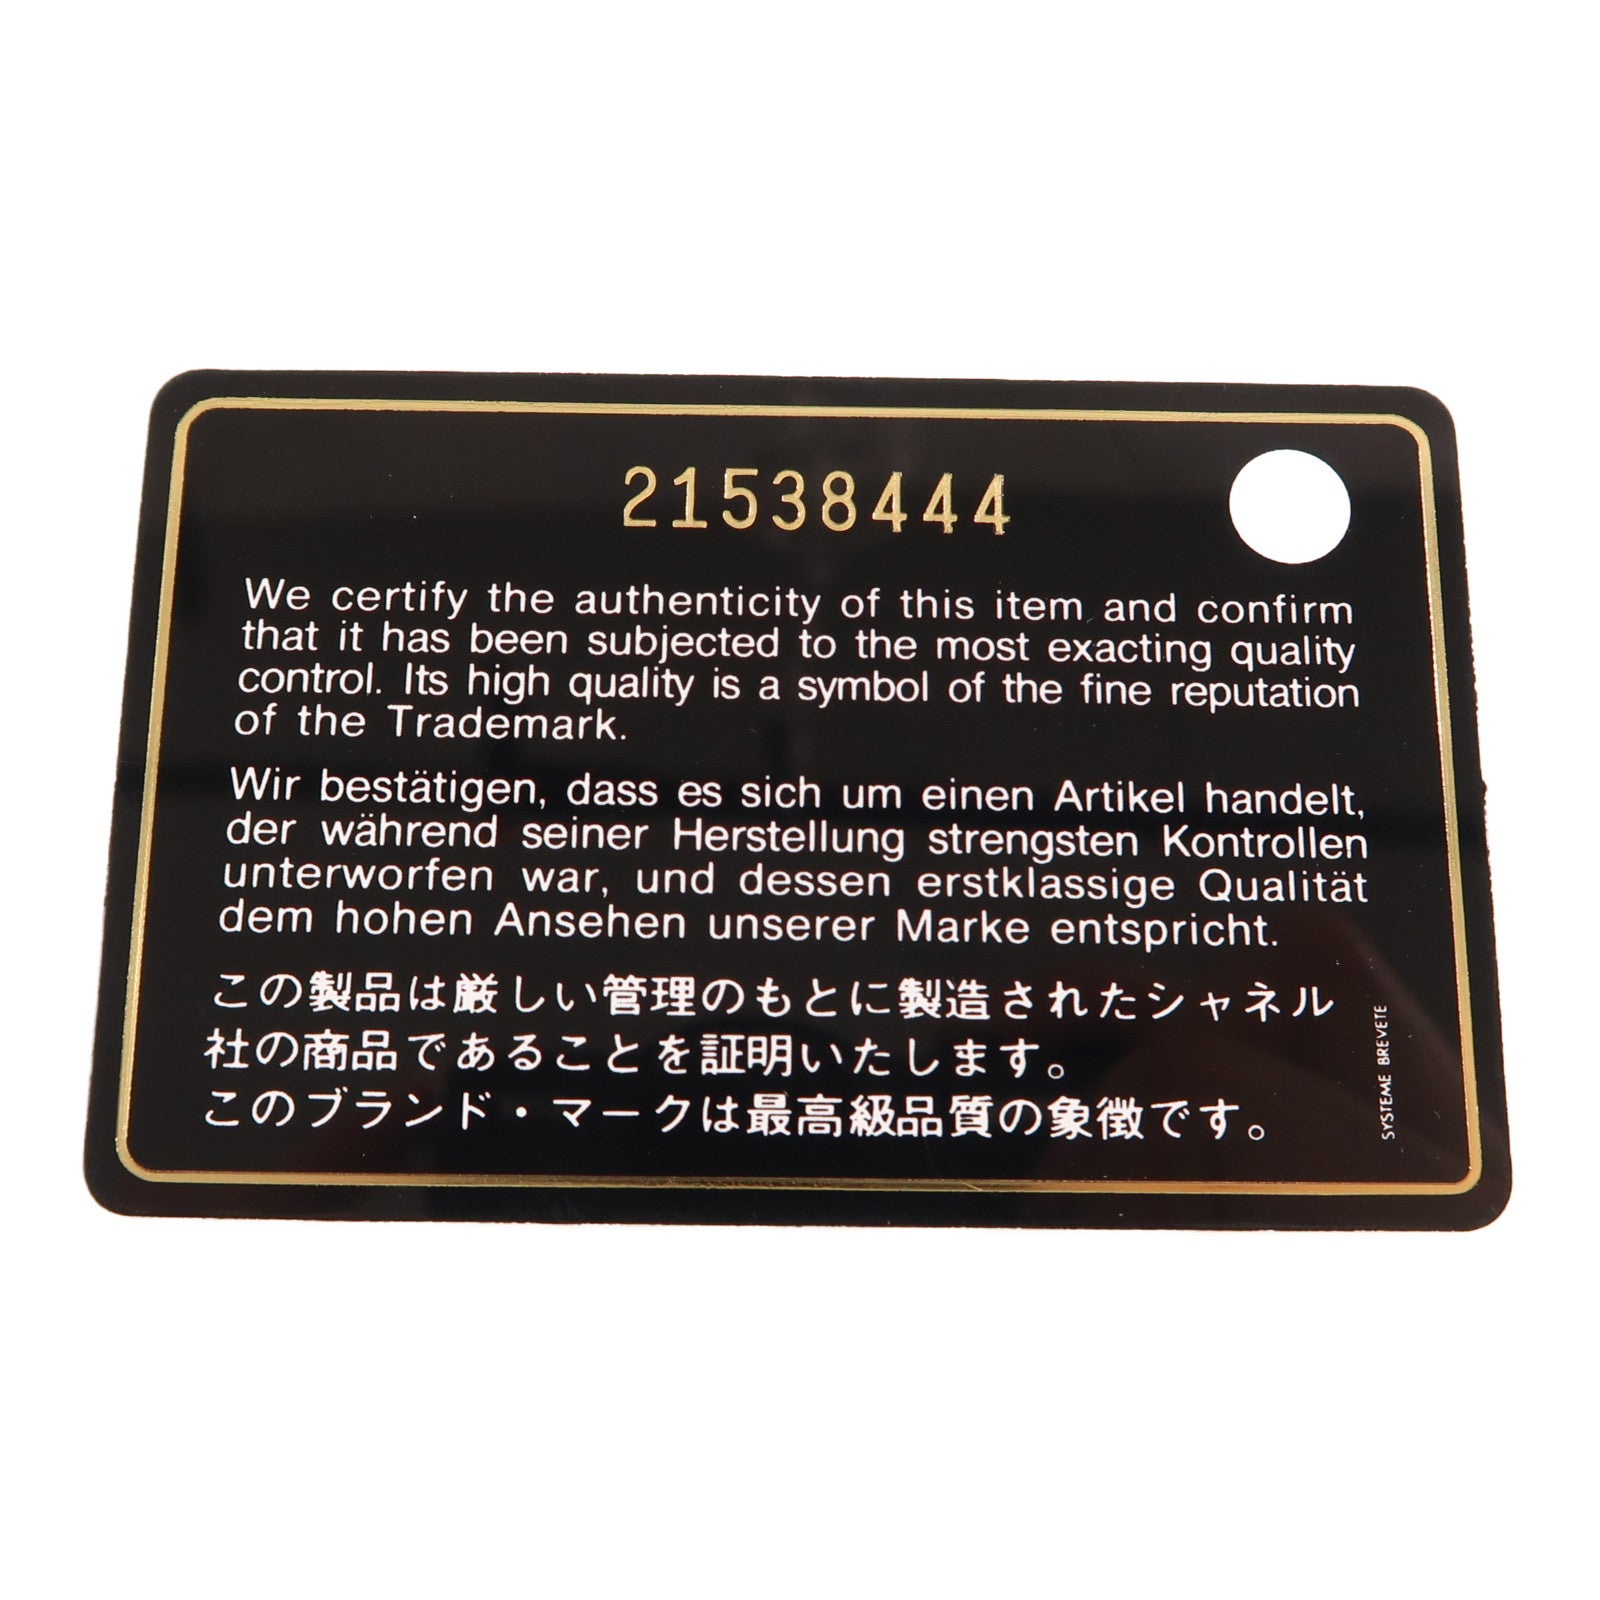 21538444
We certify the authenticity of this item and confirm
that it has been subjected to the most exacting quality
control. Its high quality is a symbol of the fine reputation
of the Trademark.
Wir bestätigen, dass es sich um einen Artikel handelt,
der während seiner Herstellung strengsten Kontrollen
unterworfen war, und dessen erstklassige Qualität
dem hohen Ansehen unserer Marke entspricht.
この製品は厳しい管理のもとに製造されたシャネル
社の商品であることを証明いたします。
このブランド・マークは最高級品質の象徴です。
SYSTEME BREVETE